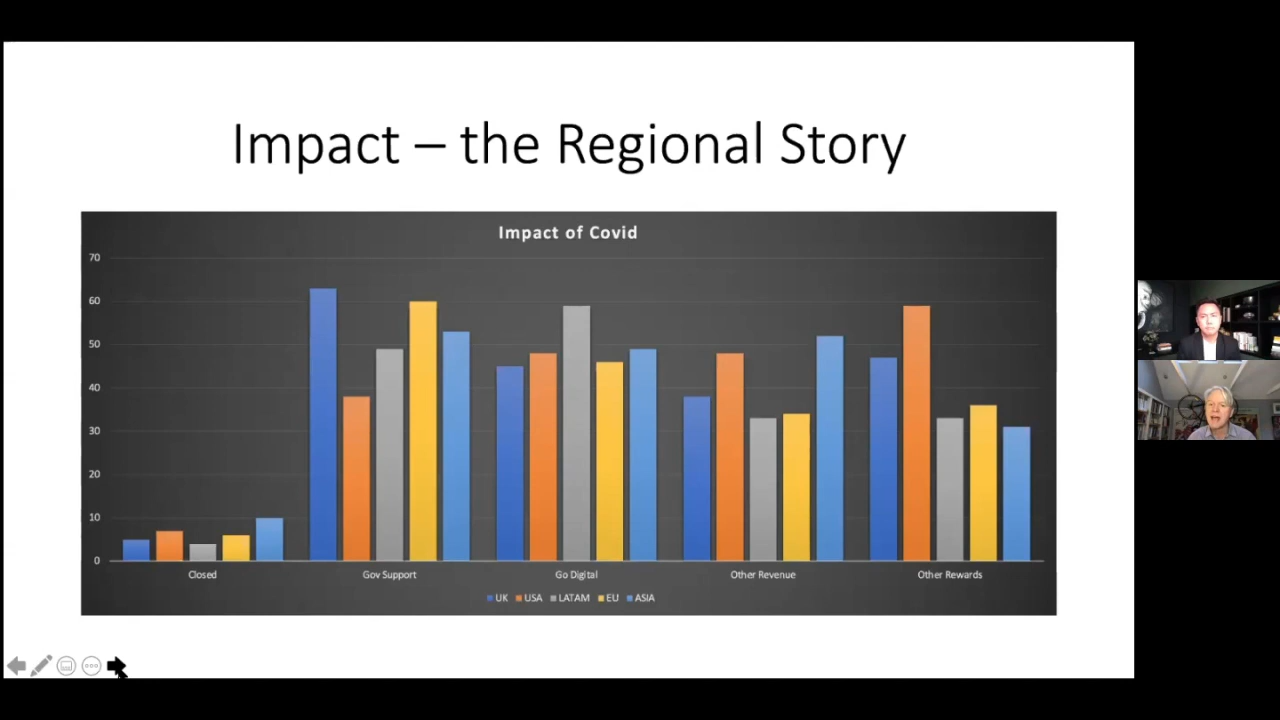 Impact – the Regional Story
Impact of Covid
70
60
50
40
30
20
10
0
Closed Gov Support Go Digital Other Revenue Other Rewards
UK USA LATAM EU ASIA